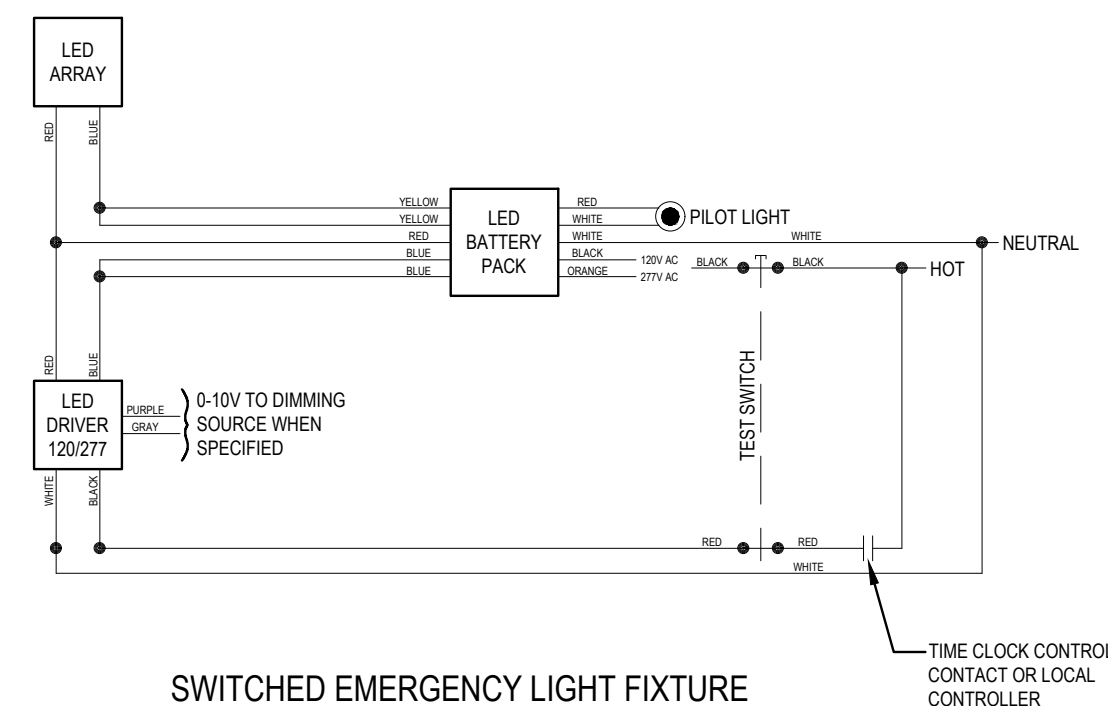 LED
ARRAY
RED
BLUE
YELLOW
YELLOW
RED
BLUE
BLUE
LED
BATTERY
PACK
RED
WHITE
WHITE
BLACK
ORANGE
PILOT LIGHT
WHITE
NEUTRAL
120V AC
277V AC
BLACK
BLACK
HOT
TEST SWITCH
RED
BLUE
LED
DRIVER
120/277
PURPLE
GRAY
0-10V TO DIMMING
SOURCE WHEN
SPECIFIED
WHITE
BLACK
RED
RED
WHITE
TIME CLOCK CONTROL
CONTACT OR LOCAL
CONTROLLER
SWITCHED EMERGENCY LIGHT FIXTURE